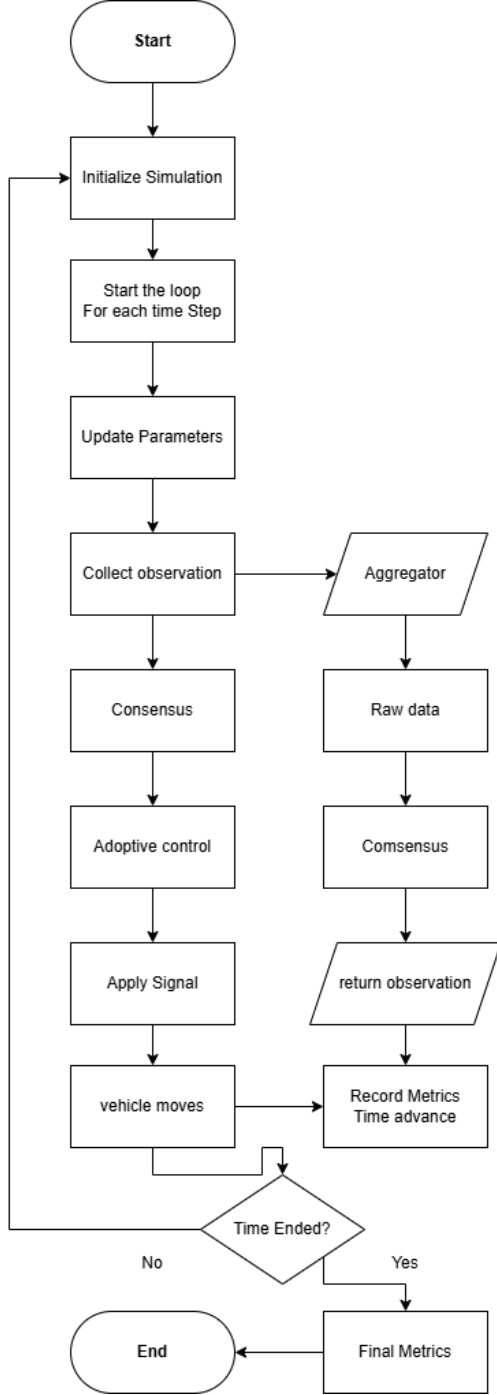 Start
Initialize Simulation
Start the loop
For each time Step
Update Parameters
Collect observation
Aggregator
Consensus
Raw data
Adoptive control
Comsensus
Apply Signal
return observation
vehicle moves
Record Metrics
Time advance
Time Ended?
No
Yes
End
Final Metrics